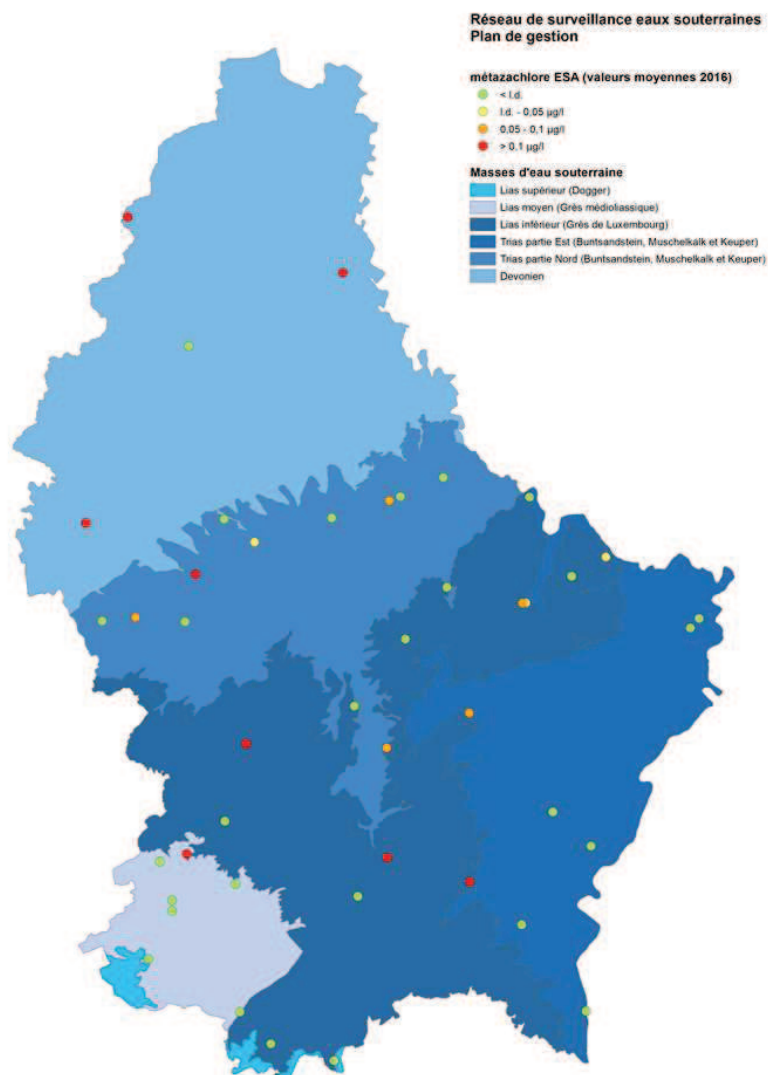 Réseau de surveillance eaux souterraines
Plan de gestion
métazachlore ESA (valeurs moyennes 2016)
< l.d.
l.d. - 0,05 µg/l
0,05 - 0,1 µg/l
> 0,1 µg/l
Masses d'eau souterraine
Lias supérieur (Dogger)
Lias moyen (Grès médioliassique)
Lias inférieur (Grès de Luxembourg)
Trias partie Est (Buntsandstein, Muschelkalk et Keuper)
Trias partie Nord (Buntsandstein, Muschelkalk et Keuper)
Devonien